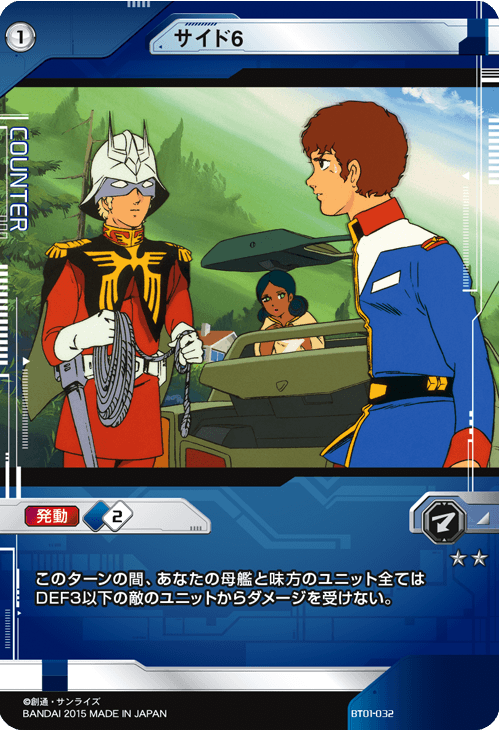 1
サイド6
COUNTER
発動 2
このターンの間、あなたの母艦と味方のユニット全ては
DEF3以下の敵のユニットからダメージを受けない。
©創通・サンライズ
BANDAI 2015 MADE IN JAPAN
BT01-032